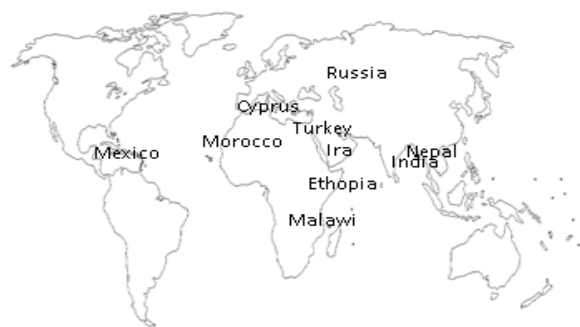 Russia
Cyprus
Turkey
Morocco
Ira
Nepal
India
Mexico
Ethopia
Malawi